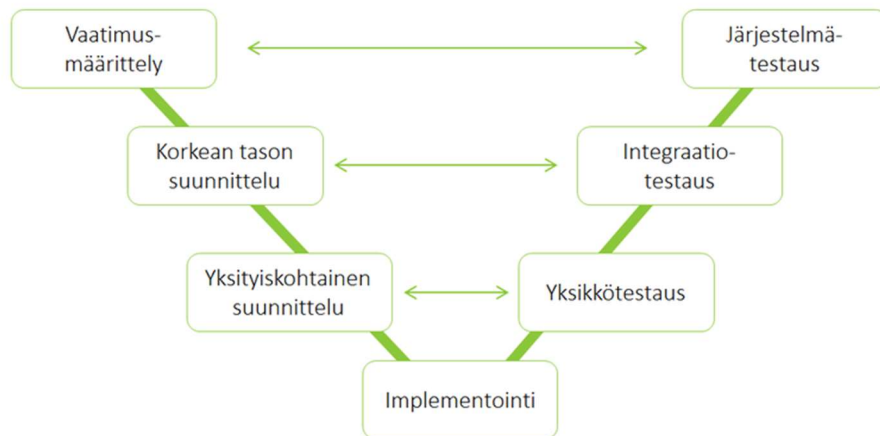 Vaatimus-
määrittely
Järjestelmä-
testaus
Korkean tason
suunnittelu
Integraatio-
testaus
Yksityiskohtainen
suunnittelu
Yksikkötestaus
Implementointi